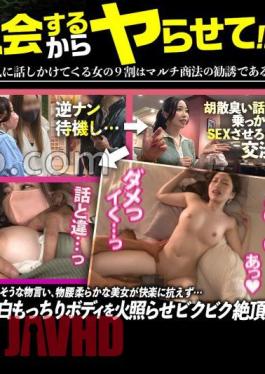 会するから
ヤらせて!!
に話しかけてくる女の9割はマルチ商法の勧誘である
逆ナン
待機し…
胡散臭い話
乗っか
SEXさせろ
交渉
話と違…っ
ダメっ
イく…っ
あっ♥
そうな物言い、物腰柔らかな美女が快楽に抗えず…
白もっちりボディを火照らせビクビク絶頂
JAVHD